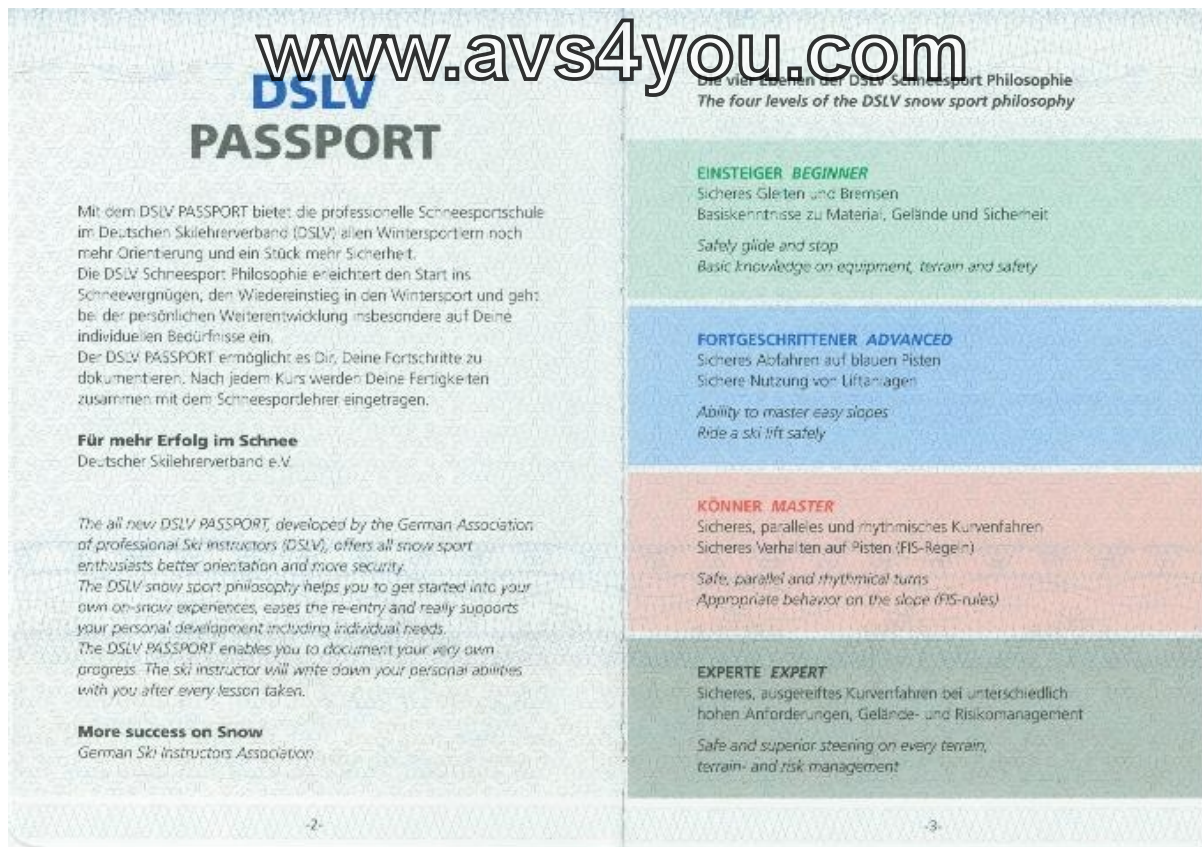 www.avs4you.com
DSLV
PASSPORT
Mit dem DSLV PASSPORT bietet die professionelle Schneesportschule
im Deutschen Skilehrerverband (DSLV) allen Wintersportlern noch
mehr Orientierung und ein Stück mehr Sicherheit.
Die DSLV Schneesport Philosophie erleichtert den Start ins
Schneevergnügen, den Wiedereinstieg in den Wintersport und geht
bei der persönlichen Weiterentwicklung insbesondere auf Deine
individuellen Bedürfnisse ein.
Der DSLV PASSPORT ermöglicht es Dir, Deine Fortschritte zu
dokumentieren. Nach jedem Kurs werden Deine Fertigkeiten
zusammen mit dem Schneesportlehrer eingetragen.
Für mehr Erfolg im Schnee
Deutscher Skilehrerverband e.V.
The all new DSLV PASSPORT, developed by the German Association
of professional Ski Instructors (DSLV), offers all snow sport
enthusiasts better orientation and more security.
The DSLV snow sport philosophy helps you to get started into your
own on-snow experiences, eases the re-entry and really supports
your personal development including individual needs.
The DSLV PASSPORT enables you to document your very own
progress. The ski instructor will write down your personal abilities
with you after every lesson taken.
More success on Snow
German Ski Instructors Association
-2-
Die vier Ebenen der DSLV Schneesport Philosophie
The four levels of the DSLV snow sport philosophy
EINSTEIGER BEGINNER
Sicheres Gleiten und Bremsen
Basiskenntnisse zu Material, Gelände und Sicherheit
Safely glide and stop
Basic knowledge on equipment, terrain and safety
FORTGESCHRITTENER ADVANCED
Sicheres Abfahren auf blauen Pisten
Sichere Nutzung von Liftanlagen
Ability to master easy slopes
Ride a ski lift safely
KÖNNER MASTER
Sicheres, paralleles und rhythmisches Kurvenfahren
Sicheres Verhalten auf Pisten (FIS-Regeln)
Safe, parallel and rhythmical turns
Appropriate behavior on the slope (FIS-rules)
EXPERTE EXPERT
Sicheres, ausgereiftes Kurvenfahren bei unterschiedlich
hohen Anforderungen, Gelände- und Risikomanagement
Safe and superior steering on every terrain,
terrain- and risk management
-3-